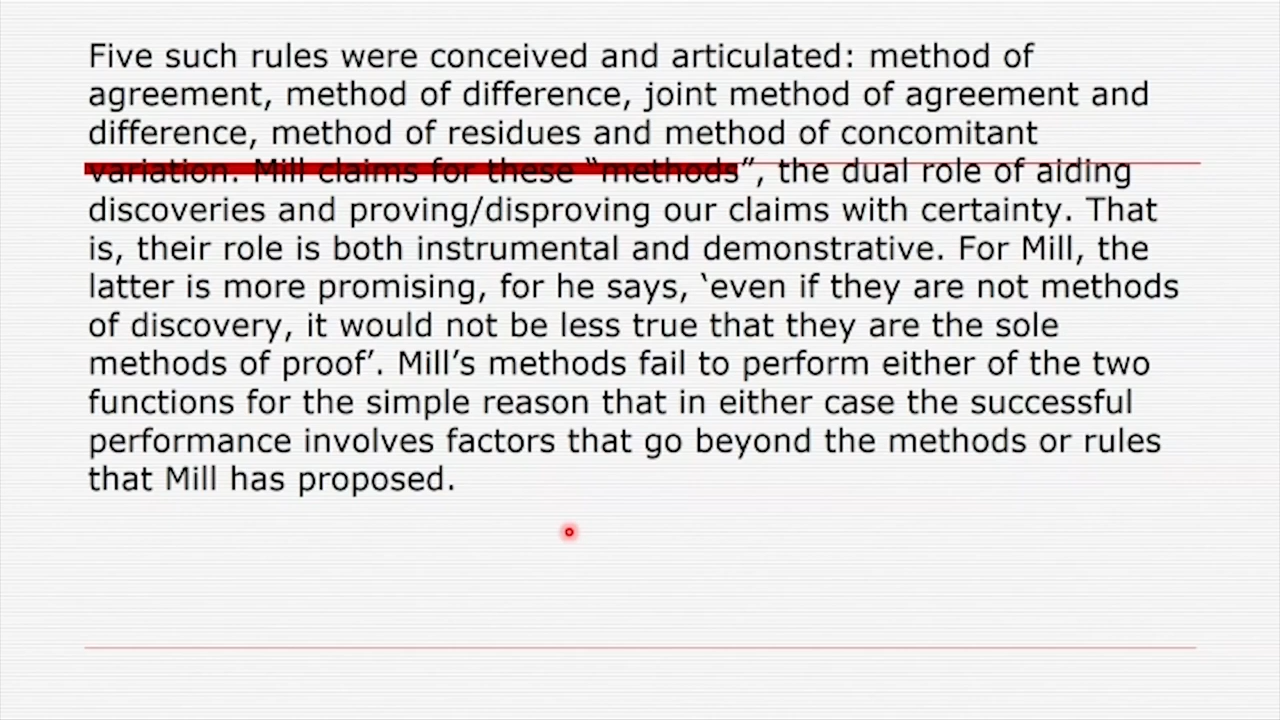 Five such rules were conceived and articulated: method of
agreement, method of difference, joint method of agreement and
difference, method of residues and method of concomitant
variation. Mill claims for these “methods”, the dual role of aiding
discoveries and proving/disproving our claims with certainty. That
is, their role is both instrumental and demonstrative. For Mill, the
latter is more promising, for he says, ‘even if they are not methods
of discovery, it would not be less true that they are the sole
methods of proof’. Mill’s methods fail to perform either of the two
functions for the simple reason that in either case the successful
performance involves factors that go beyond the methods or rules
that Mill has proposed.